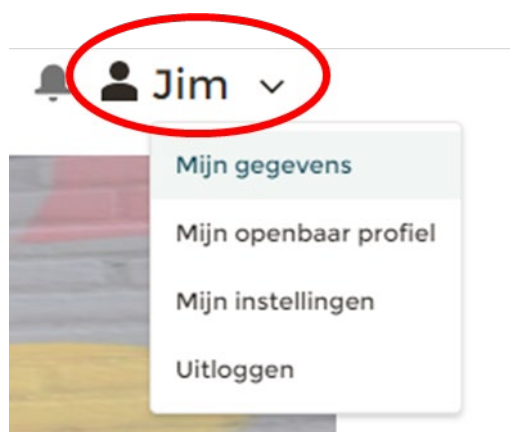 Jim
Mijn gegevens
Mijn openbaar profiel
Mijn instellingen
Uitloggen